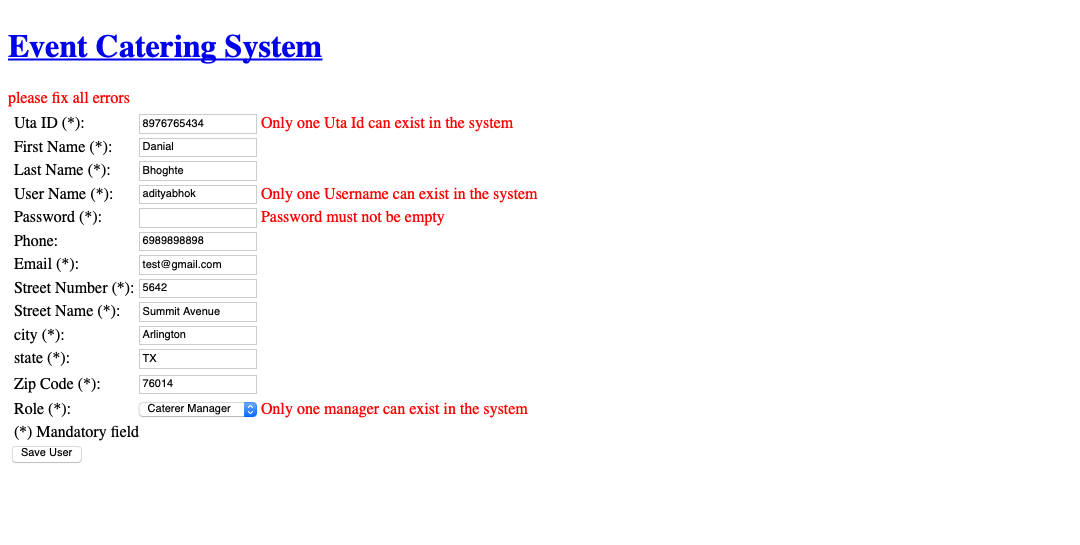 Event Catering System
please fix all errors
Uta ID (*): 8976765434 Only one Uta Id can exist in the system
First Name (*): Danial
Last Name (*): Bhoghte
User Name (*): adityabhok Only one Username can exist in the system
Password (*): Password must not be empty
Phone: 6989898898
Email (*): test@gmail.com
Street Number (*): 5642
Street Name (*): Summit Avenue
city (*): Arlington
state (*): TX
Zip Code (*): 76014
Role (*): Caterer Manager Only one manager can exist in the system
(*) Mandatory field
Save User